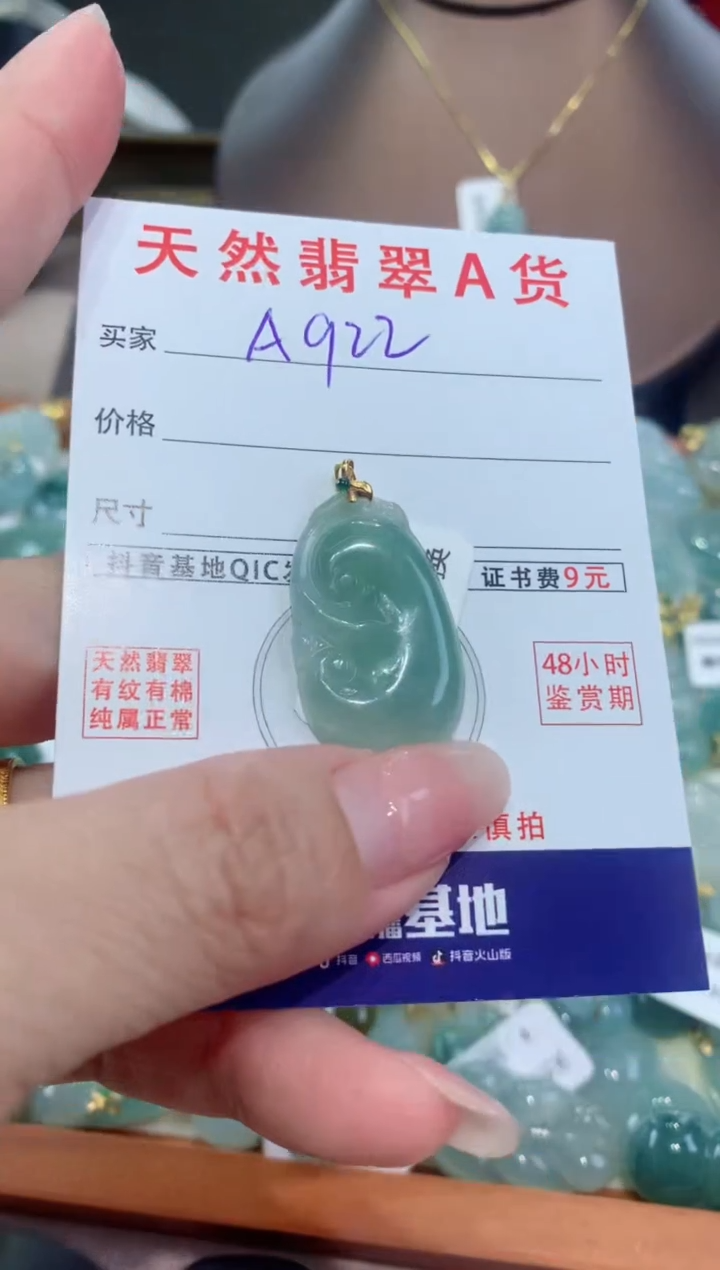 天然翡翠A货
买家 A922
价格
尺寸
抖音基地QIC
证书费9元
天然翡翠
有纹有棉
纯属正常
48小时
鉴赏期
慎拍
播基地
抖音 西瓜视频 抖音火山版